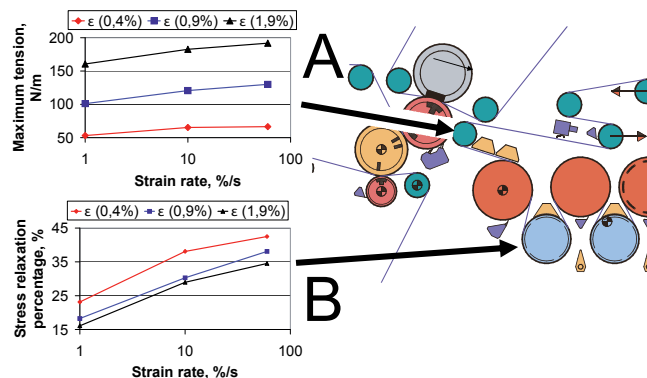 ε (0,4%) ε (0,9%) ε (1,9%)
Maximum tension,
N/m
200
150
100
50
1 10 100
Strain rate, %/s
A
ε (0,4%) ε (0,9%) ε (1,9%)
Stress relaxation
percentage, %
45
35
25
15
1 10 100
Strain rate, %/s
B